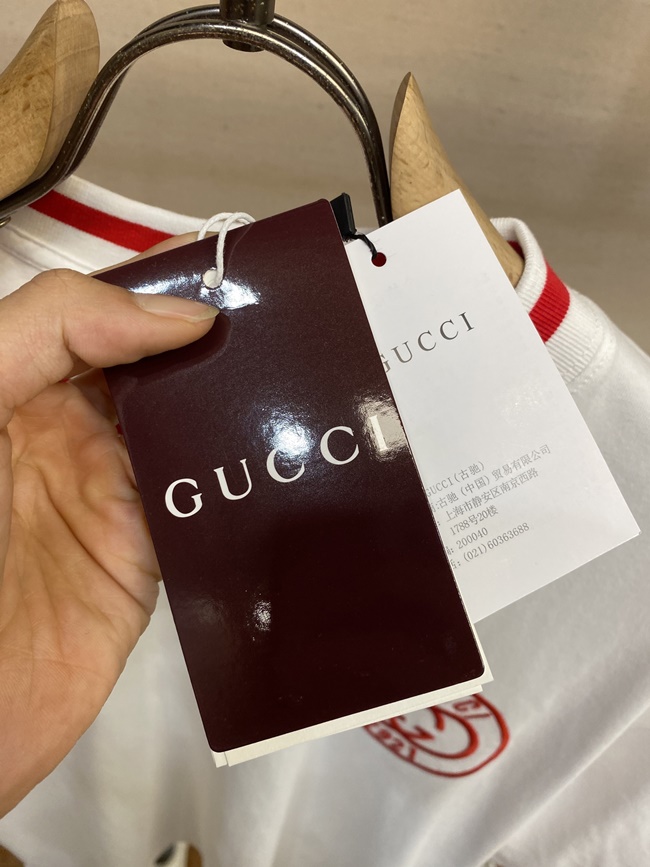 GUCCI
GUCCI
GUCCI(古驰)
:古驰(中国)贸易有限公司
: 上海市静安区南京西路
1788号20楼
: 200040
: (021)60363688